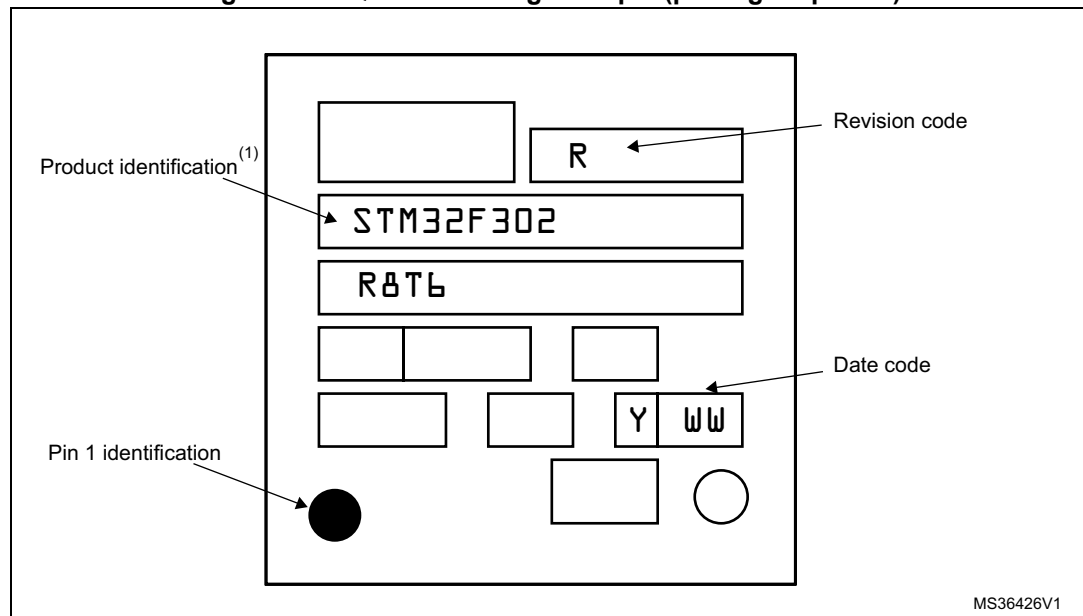 Revision code
R
Product identification(1)
STM32F302
R8T6
Date code
Y WW
Pin 1 identification
MS36426V1